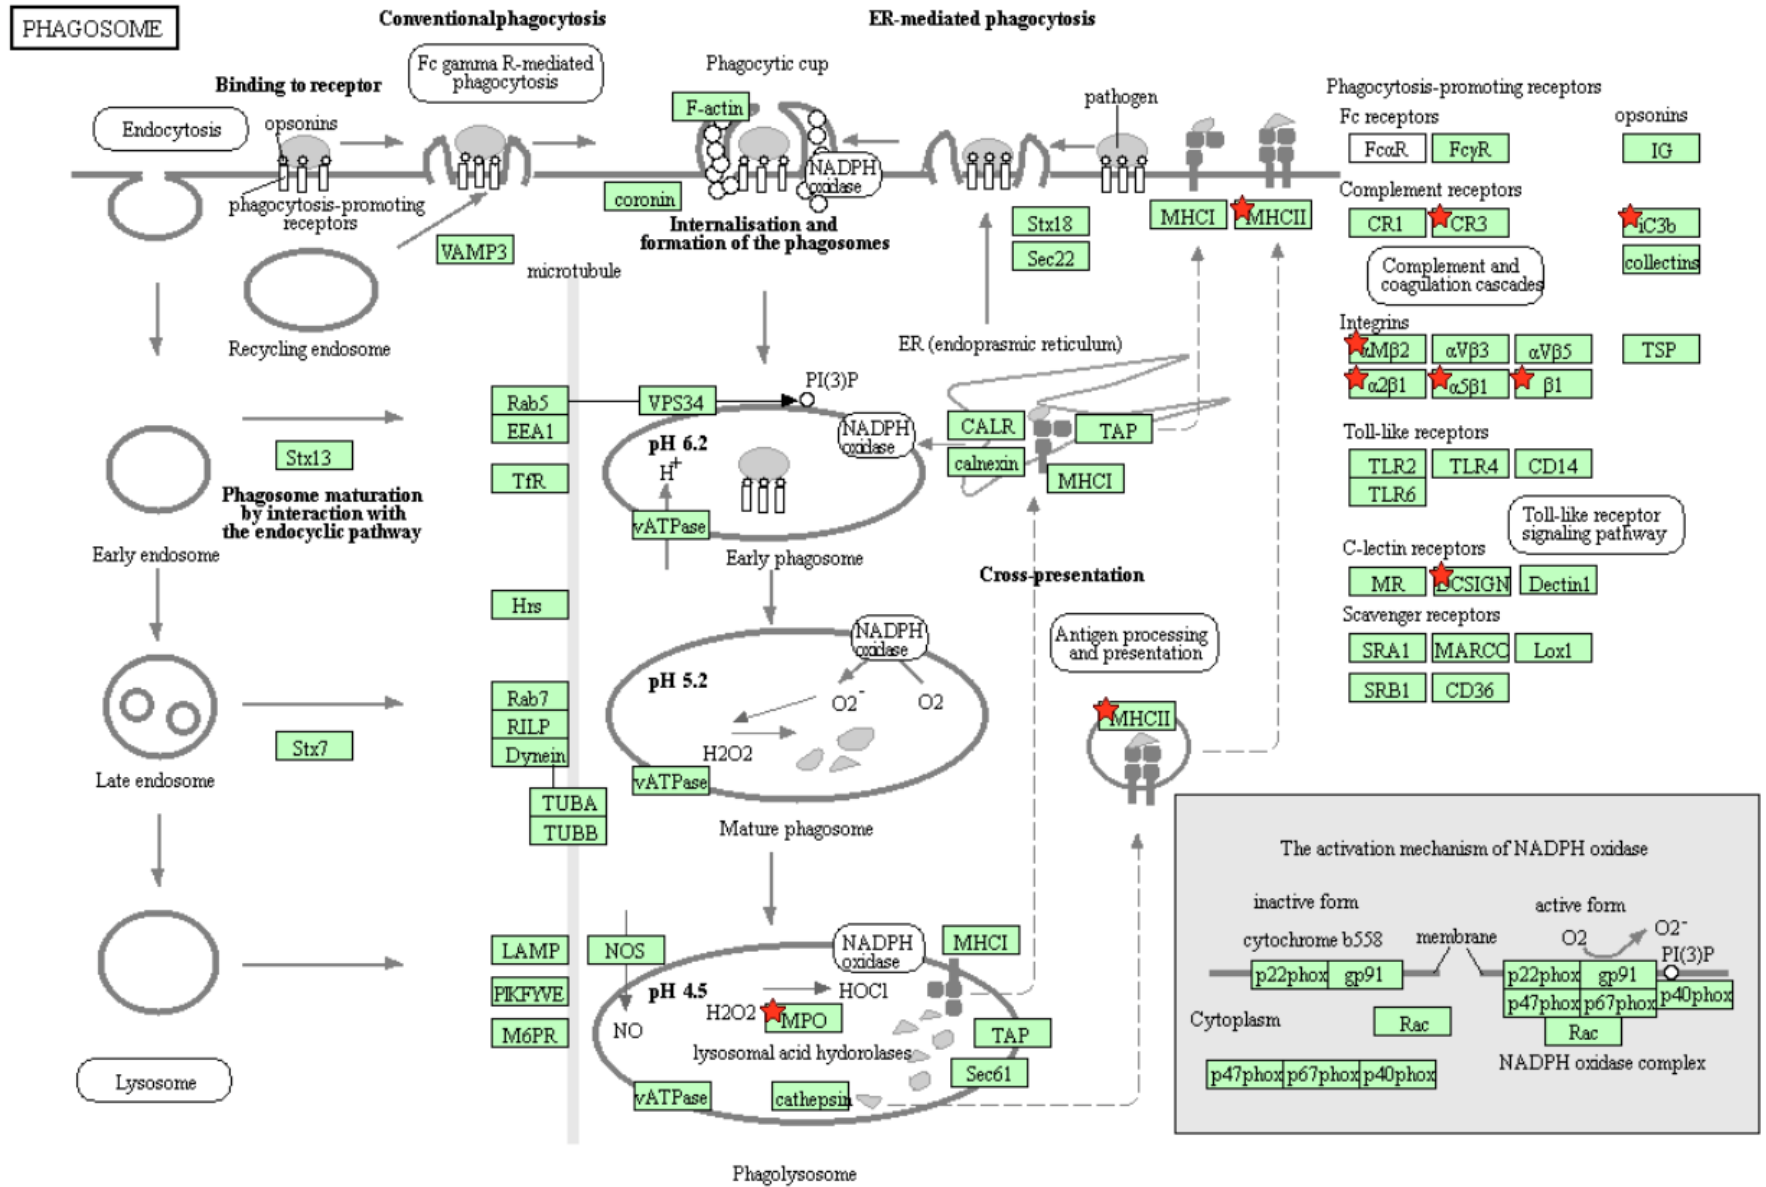 PHAGOSOME
Conventionalphagocytosis
ER-mediated phagocytosis
Fc gamma R-mediated
phagocytosis
Phagocytic cup
Binding to receptor
Endocytosis
opsonins
F-actin
pathogen
NADPH
oxidase
coronin
phagocytosis-promoting
receptors
VAMP3
Internalisation and
formation of the phagosomes
Stx18
Sec22
MHCI
MHCII
microtubule
Recycling endosome
ER (endoprasmic reticulum)
Phagocytosis-promoting receptors
Fc receptors
opsonins
FcαR
FcγR
IG
Complement receptors
CR1
CR3
iC3b
collectins
Complement and
coagulation cascades
Integrins
αMβ2
αVβ3
αVβ5
TSP
α2β1
α5β1
β1
Toll-like receptors
TLR2
TLR4
CD14
TLR6
Toll-like receptor
signaling pathway
C-lectin receptors
MR
DCSIGN
Dectin1
Scavenger receptors
SRA1
MARCO
Lox1
SRB1
CD36
Rab5
EEA1
VPS34
PI(3)P
Stx13
TfR
pH 6.2
H+
NADPH
oxidase
CALR
calnexin
TAP
MHCI
vATPase
Phagosome maturation
by interaction with
the endocyclic pathway
Early endosome
Early phagosome
Cross-presentation
Hrs
NADPH
oxidase
Antigen processing
and presentation
pH 5.2
O2-
O2
H2O2
MHCII
Rab7
RILP
Dynein
Stx7
vATPase
TUBA
TUBB
Late endosome
Mature phagosome
LAMP
NOS
NADPH
oxidase
MHCI
PIKFYVE
pH 4.5
H2O2
HOCl
MPO
M6PR
NO
lysosomal acid hydorolases
TAP
Sec61
vATPase
cathepsin
Lysosome
Phagolysosome
The activation mechanism of NADPH oxidase
inactive form
active form
cytochrome b558
membrane
O2
O2-
PI(3)P
p22phox
gp91
p22phox
gp91
p47phox
p67phox
p40phox
Cytoplasm
Rac
Rac
NADPH oxidase complex
p47phox
p67phox
p40phox